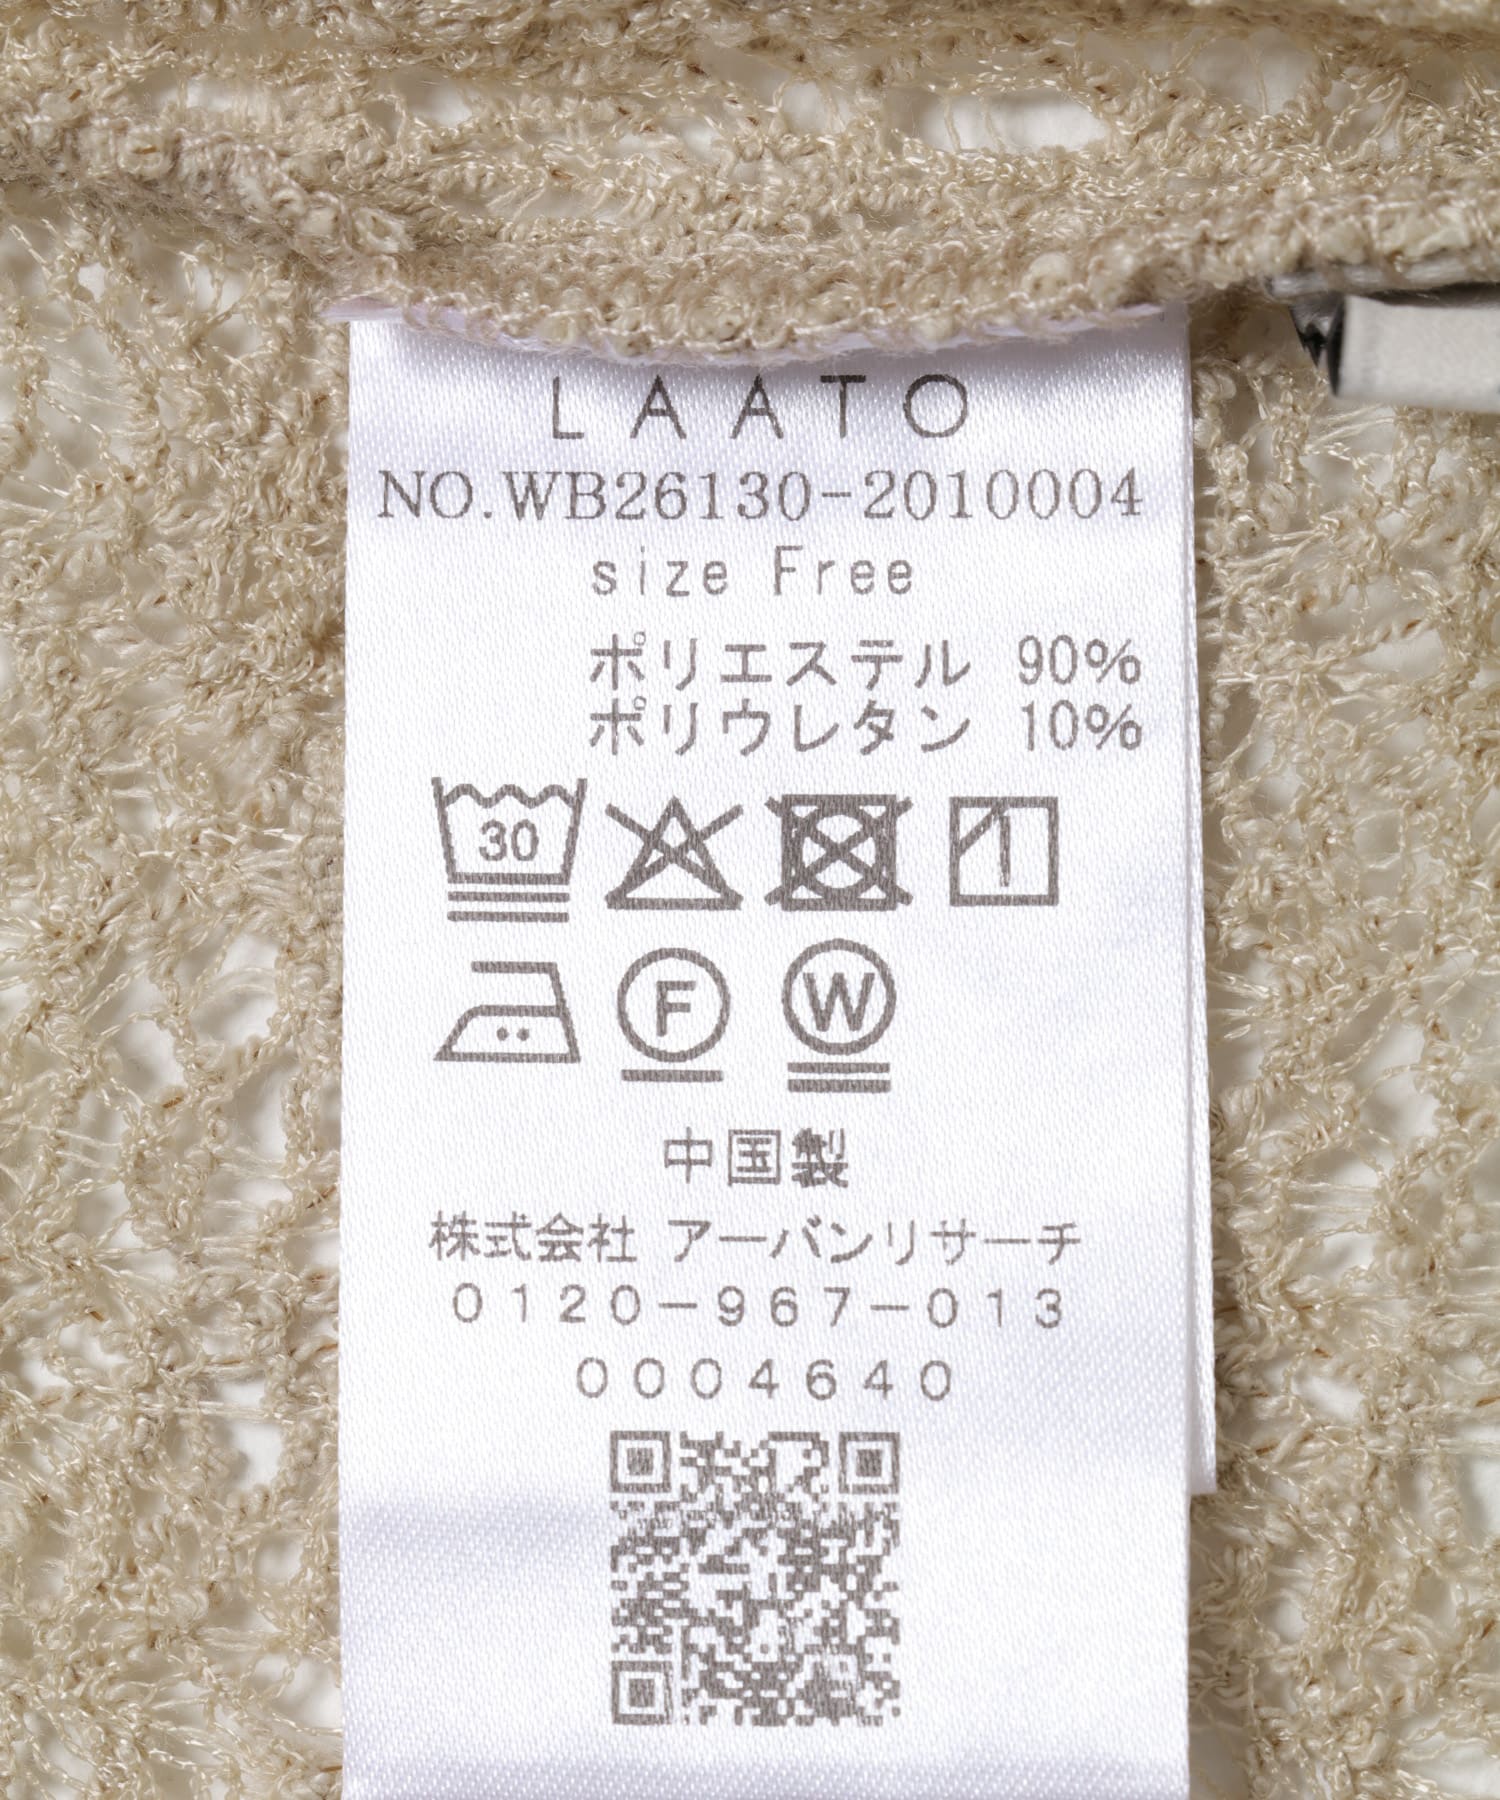 LAATO
NO.WB26130-2010004
size Free
ポリエステル 90%
ポリウレタン 10%
30
F W
中国製
株式会社 アーバンリサーチ
0120-967-013
0004640